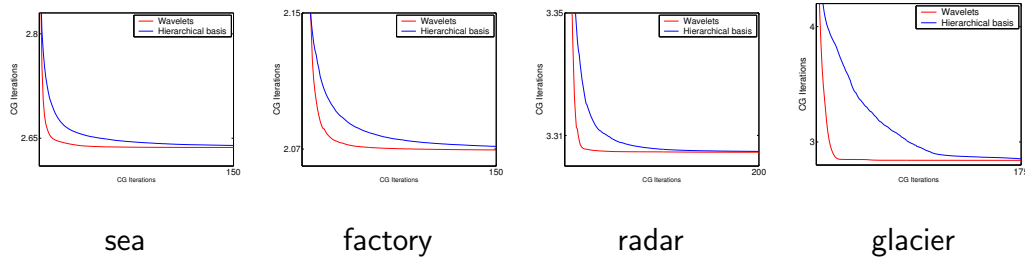 2.8
2.65
CG Iterations
Wavelets
Hierarchical basis
150
CG Iterations
2.15
2.07
CG Iterations
Wavelets
Hierarchical basis
150
CG Iterations
3.35
3.31
CG Iterations
Wavelets
Hierarchical basis
200
CG Iterations
4
3
CG Iterations
Wavelets
Hierarchical basis
175
CG Iterations
sea
factory
radar
glacier